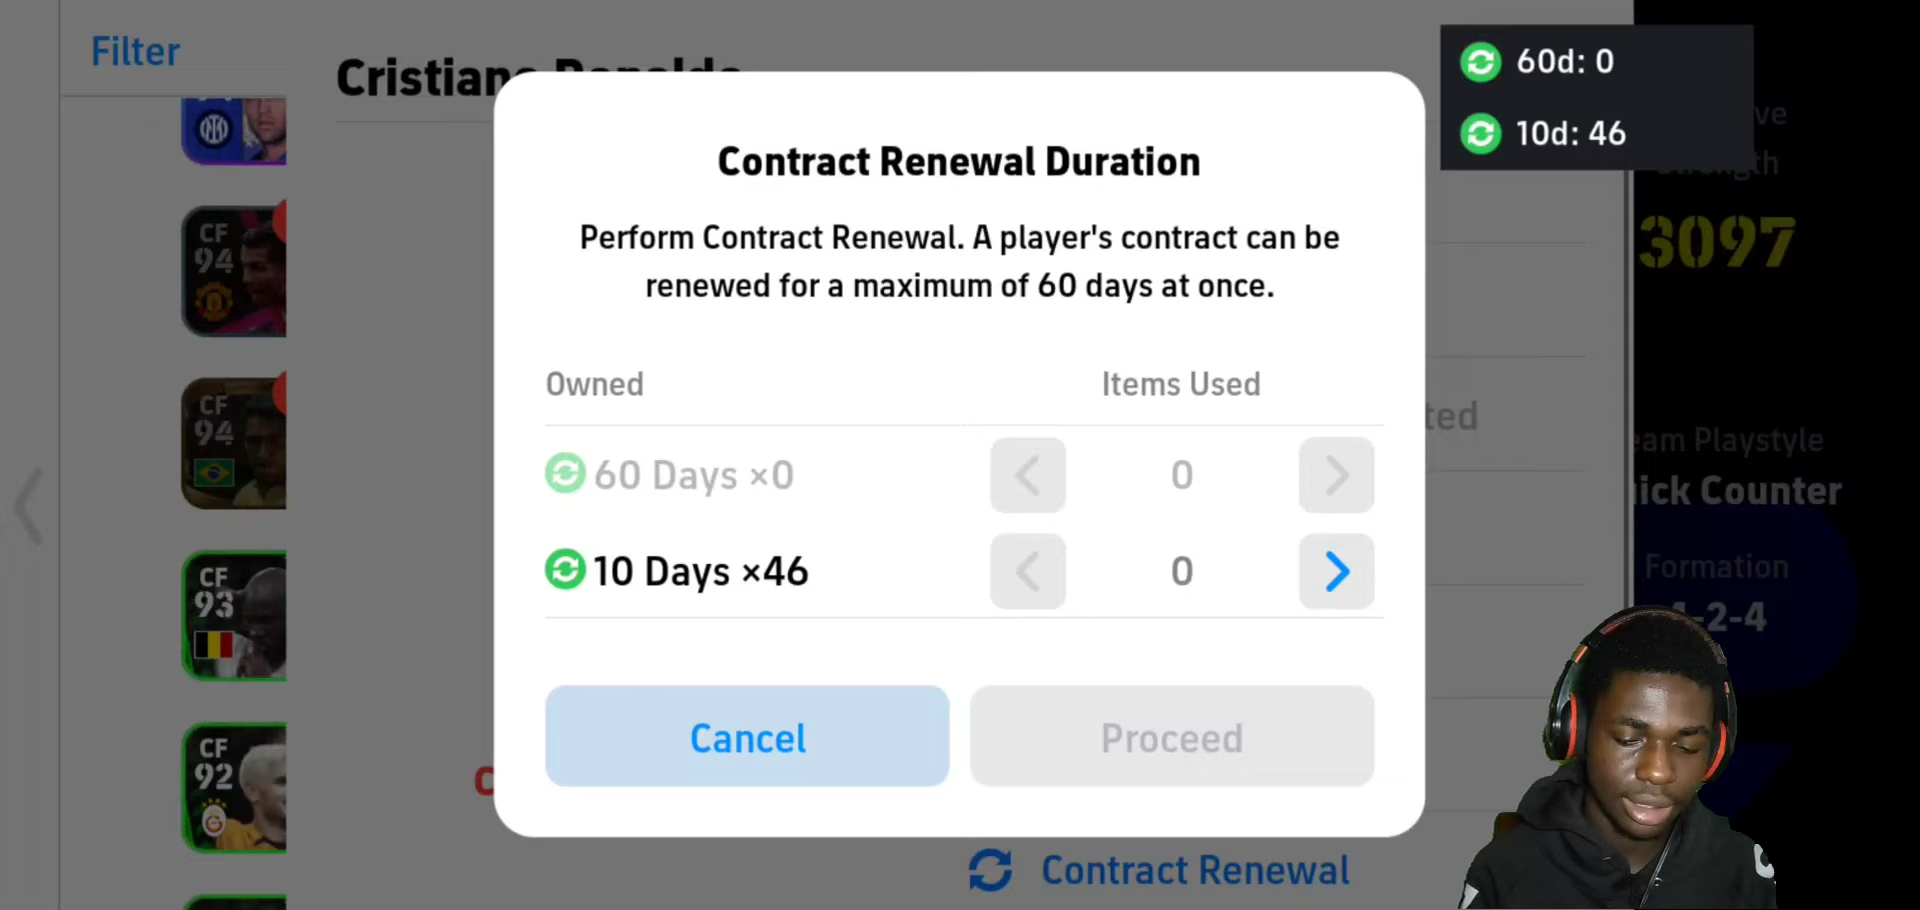 Filter
60d: 0
10d: 46
Contract Renewal Duration
Perform Contract Renewal. A player's contract can be
renewed for a maximum of 60 days at once.
3097
CF
94
Owned
Items Used
CF
94
60 Days ×0
0
10 Days ×46
0
CF
93
Formation
Cancel
Proceed
CF
92
Contract Renewal